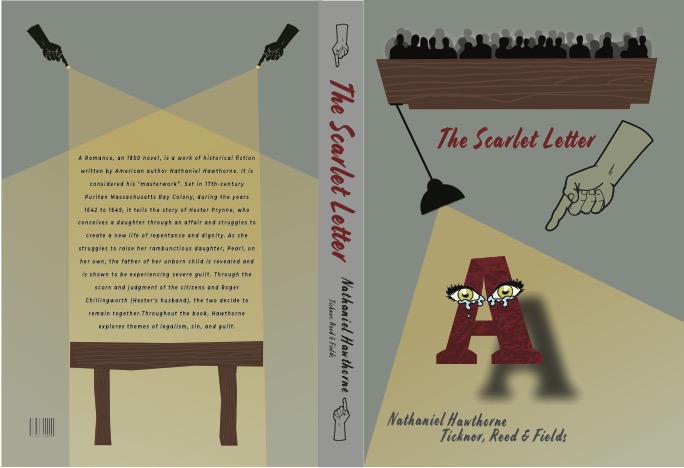 A Romance, an 1850 novel, is a work of historical fiction
written by American author Nathaniel Hawthorne. It is
considered his "masterwork". Set in 17th-century
Puritan Massachusetts Bay Colony, during the years
1642 to 1649, it tells the story of Hester Prynne, who
conceives a daughter through an affair and struggles to
create a new life of repentance and dignity. As she
struggles to raise her rambunctious daughter, Pearl, on
her own, the father of her unborn child is revealed and
is shown to be experiencing severe guilt. Through the
scorn and judgment of the citizens and Roger
Chillingworth (Hester's husband), the two decide to
remain together.Throughout the book, Hawthorne
explores themes of legalism, sin, and guilt.
The Scarlet Letter
Nathaniel Hawthorne
Ticknor, Reed & Fields
The Scarlet Letter
A
Nathaniel Hawthorne
Ticknor, Reed & Fields